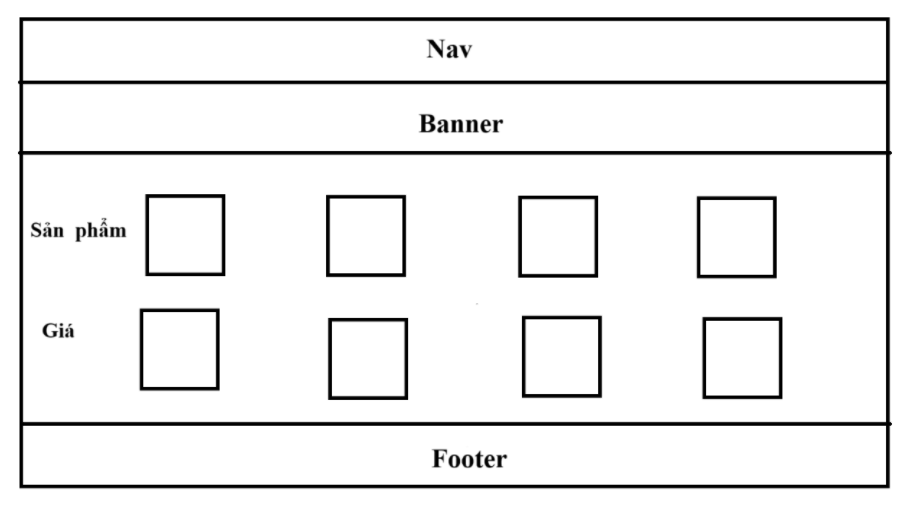 Nav
Banner
Sản phẩm
Giá
Footer